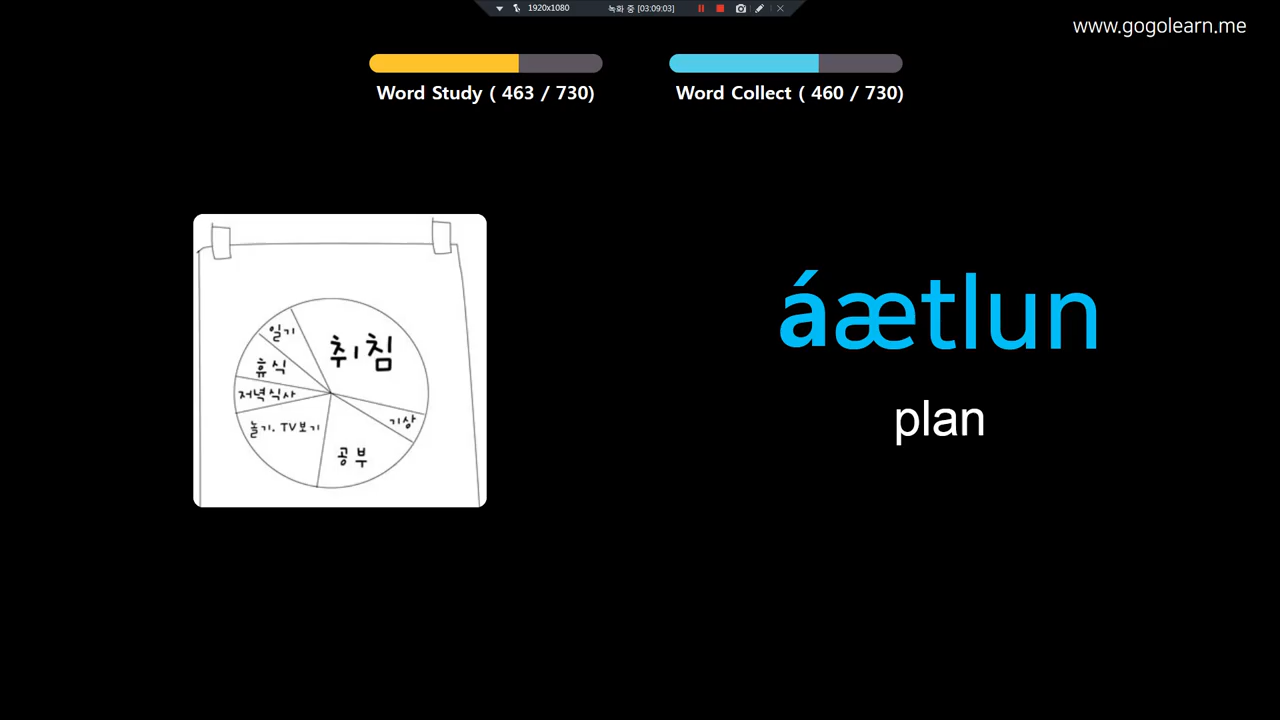 1920x1080 녹화 중 [03:09:03]
www.gogolearn.me
Word Study ( 463 / 730)
Word Collect ( 460 / 730)
일기
취침
휴식
저녁식사
기상
놀기. TV보기
공부
áætlun
plan